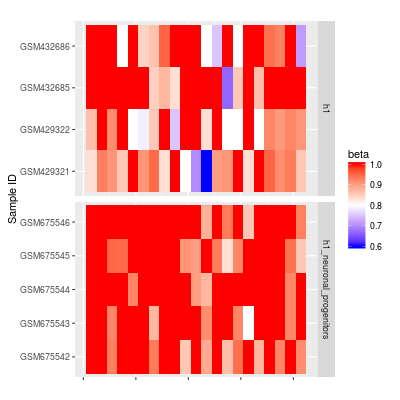 GSM432686
GSM432685
GSM429322
GSM429321
h1
GSM675546
GSM675545
GSM675544
GSM675543
GSM675542
h1_neuronal_progenitors
Sample ID
beta
1.0
0.9
0.8
0.7
0.6